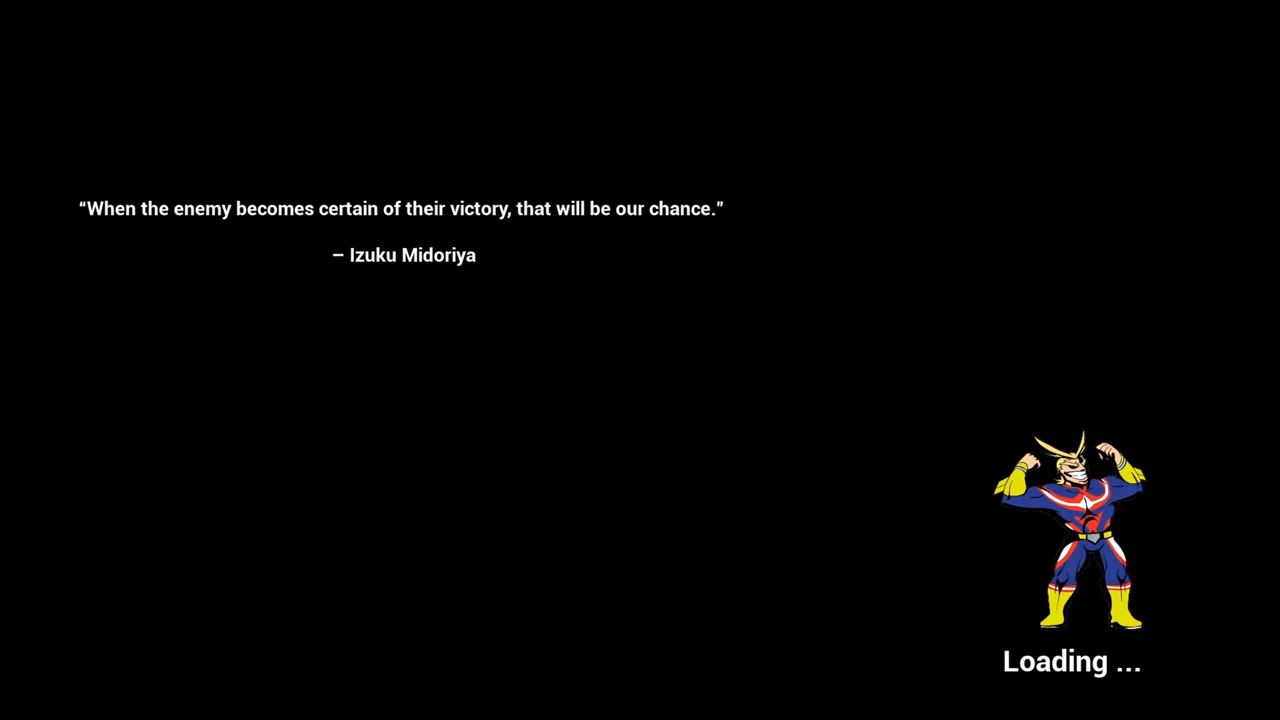 “When the enemy becomes certain of their victory, that will be our chance.”
– Izuku Midoriya
Loading ...